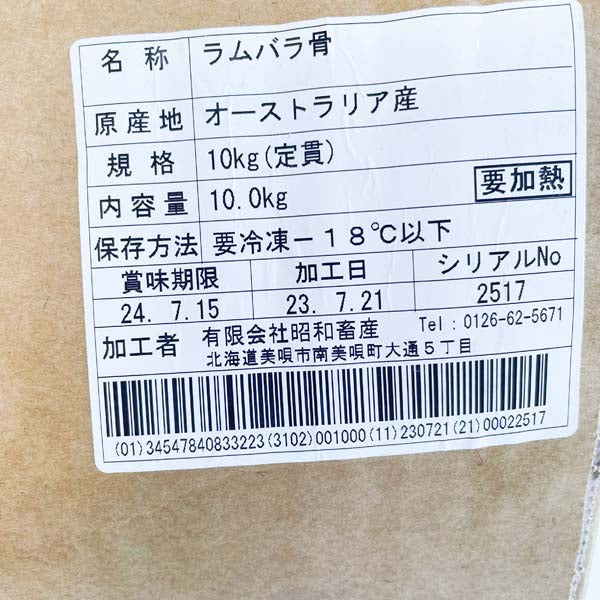 名称 ラムバラ骨
原産地 オーストラリア産
規格 10kg(定貫)
内容量 10.0kg 要加熱
保存方法 要冷凍－１８℃以下
賞味期限 加工日 シリアルNo
24. 7.15 23. 7.21 2517
加工者 有限会社昭和畜産 Tel：0126-62-5671
北海道美唄市南美唄町大通５丁目
(01)34547840833223(3102)001000(11)230721(21)00022517